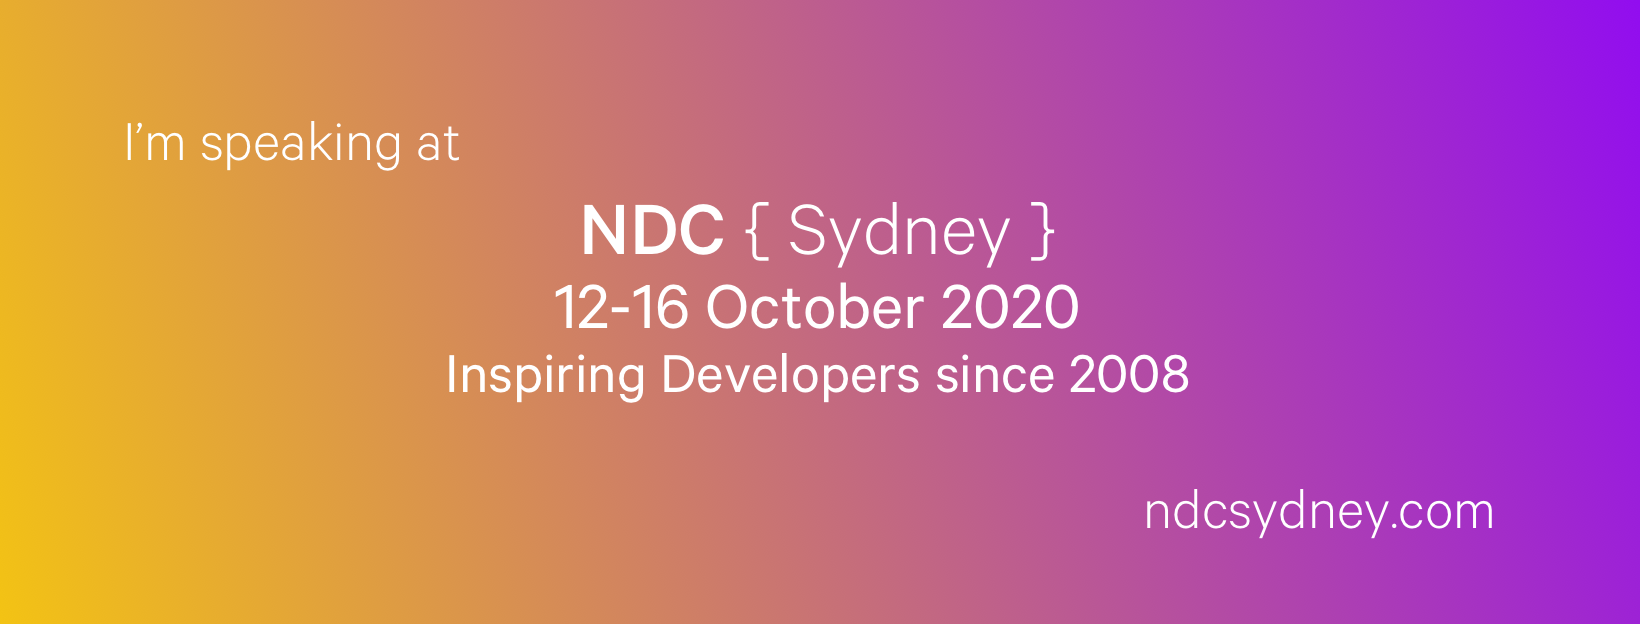 I'm speaking at
NDC { Sydney }
12-16 October 2020
Inspiring Developers since 2008
ndcsydney.com